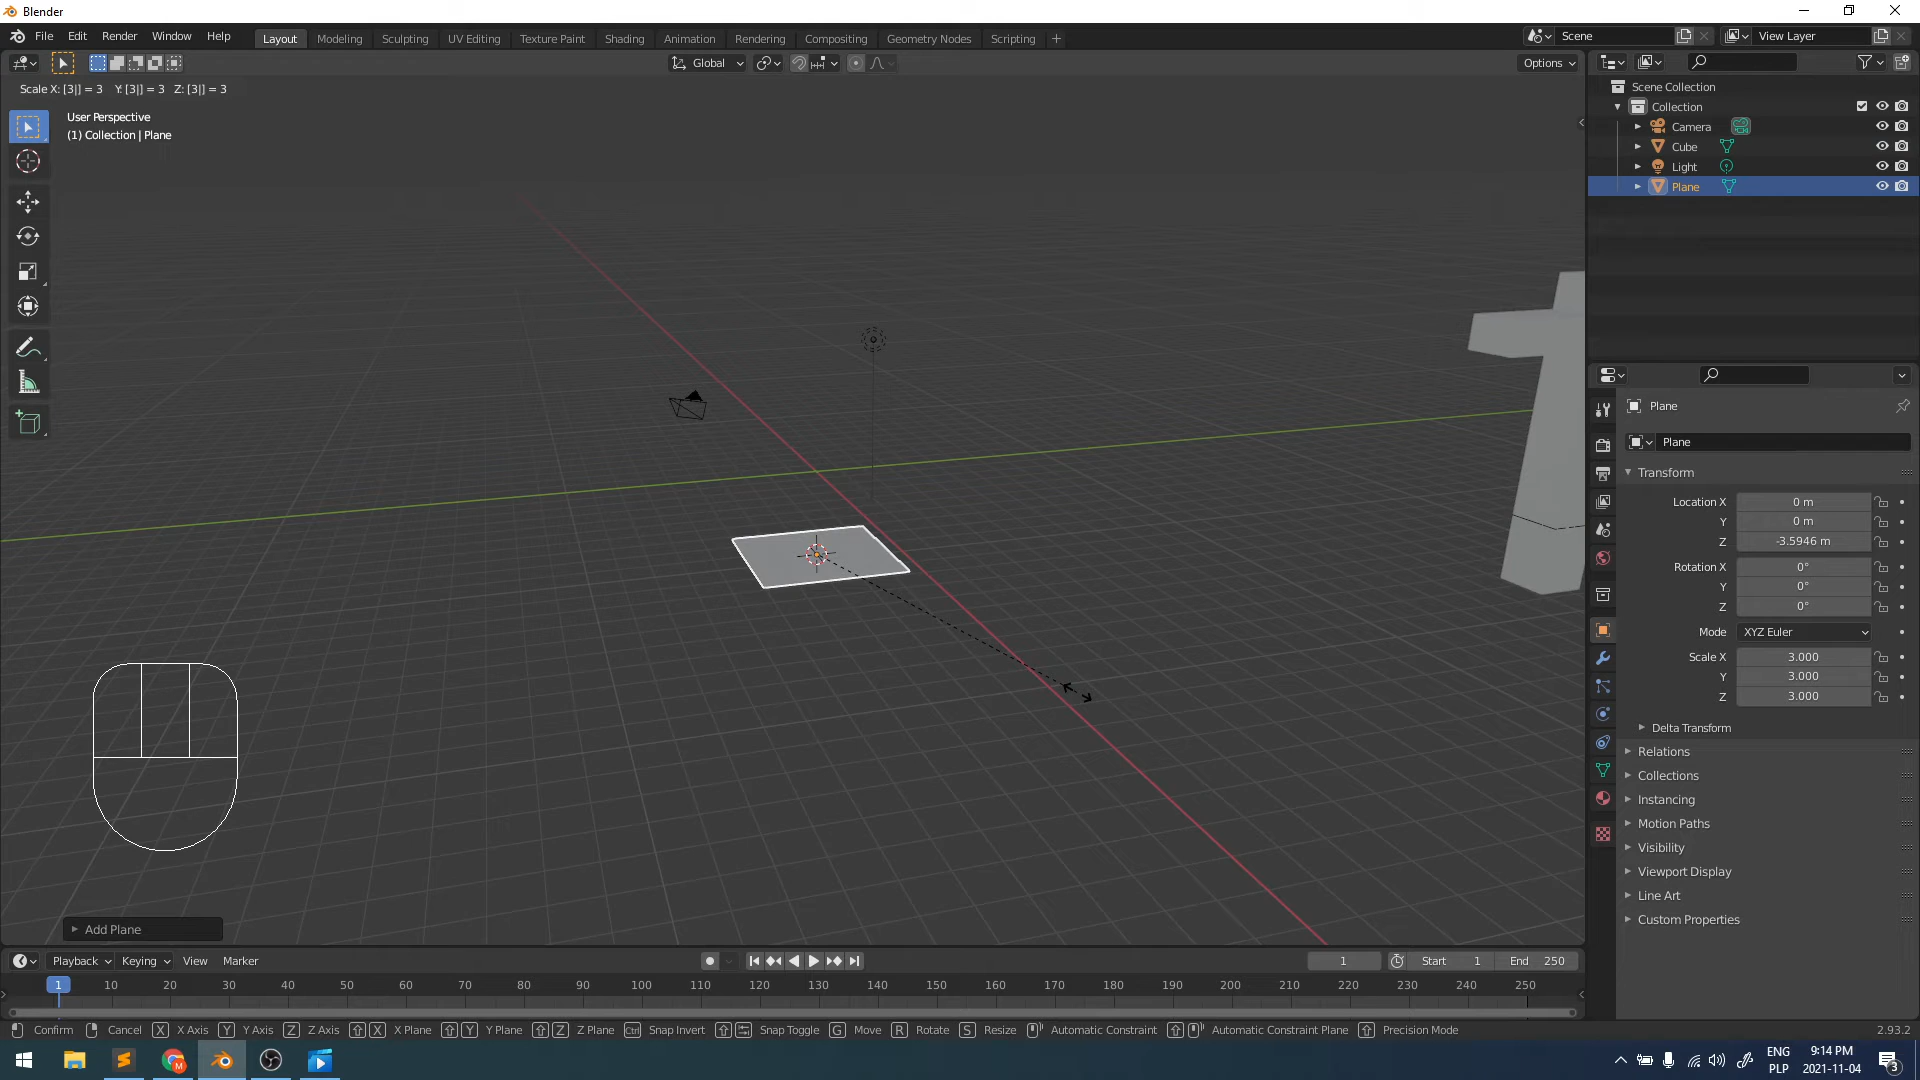 Blender
File Edit Render Window Help
Layout Modeling Sculpting UV Editing Texture Paint Shading Animation Rendering Compositing Geometry Nodes Scripting +
Scene
View Layer
Global
Options
Scale X: [3|] = 3 Y: [3|] = 3 Z: [3|] = 3
User Perspective
(1) Collection | Plane
Scene Collection
Collection
Camera
Cube
Light
Plane
Plane
Plane
Transform
Location X 0 m
Y 0 m
Z -3.5946 m
Rotation X 0°
Y 0°
Z 0°
Mode XYZ Euler
Scale X 3.000
Y 3.000
Z 3.000
Delta Transform
Relations
Collections
Instancing
Motion Paths
Visibility
Viewport Display
Line Art
Custom Properties
Add Plane
Playback Keying View Marker
1 Start 1 End 250
1 10 20 30 40 50 60 70 80 90 100 110 120 130 140 150 160 170 180 190 200 210 220 230 240 250
Confirm Cancel X X Axis Y Y Axis Z Z Axis X X Plane Y Y Plane Z Z Plane Ctrl Snap Invert Snap Toggle G Move R Rotate S Resize Automatic Constraint Automatic Constraint Plane Precision Mode 2.93.2
M
ENG
PLP
9:14 PM
2021-11-04
3